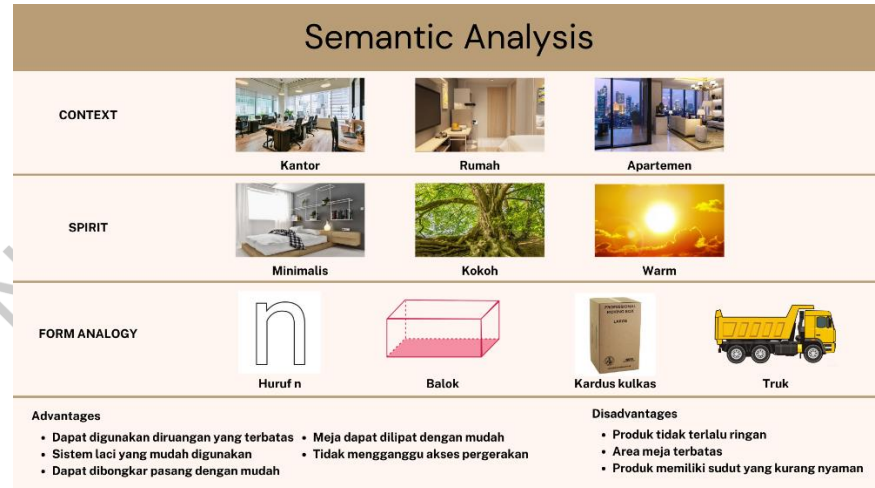 Semantic Analysis
CONTEXT
Kantor
Rumah
Apartemen
SPIRIT
Minimalis
Kokoh
Warm
FORM ANALOGY
n
MOVING BOX
Huruf n
Balok
Kardus kulkas
Truk
Advantages
• Dapat digunakan diruangan yang terbatas
• Sistem laci yang mudah digunakan
• Dapat dibongkar pasang dengan mudah
• Meja dapat dilipat dengan mudah
• Tidak mengganggu akses pergerakan
Disadvantages
• Produk tidak terlalu ringan
• Area meja terbatas
• Produk memiliki sudut yang kurang nyaman